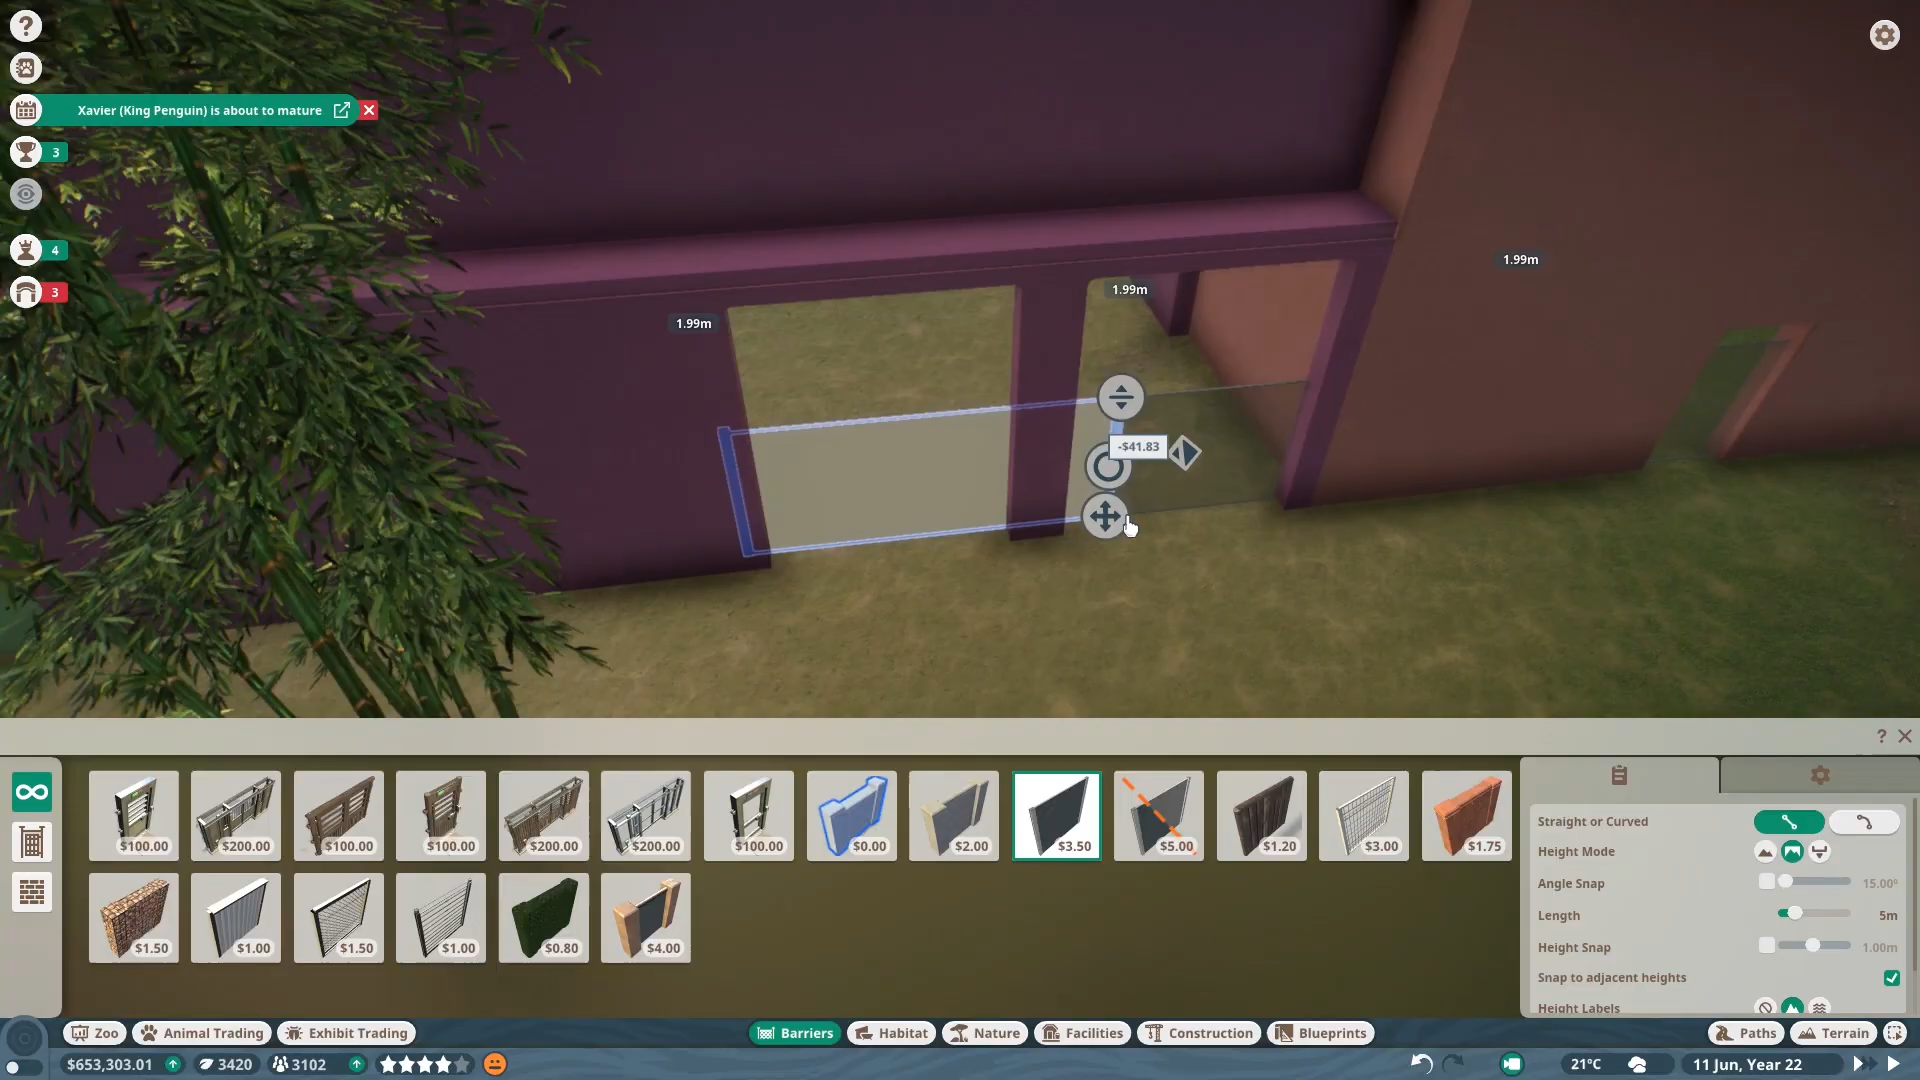 ?
Xavier (King Penguin) is about to mature
3
4
3
1.99m
1.99m
1.99m
-$41.83
?
$100.00 $200.00 $100.00 $100.00 $200.00 $200.00 $100.00 $0.00 $2.00 $3.50 $5.00 $1.20 $3.00 $1.75
$1.50 $1.00 $1.50 $1.00 $0.80 $4.00
Straight or Curved
Height Mode
Angle Snap 15.00°
Length 5m
Height Snap 1.00m
Snap to adjacent heights
Height Labels
Zoo Animal Trading Exhibit Trading Barriers Habitat Nature Facilities Construction Blueprints Paths Terrain
$653,303.01 3420 3102 21°C 11 Jun, Year 22